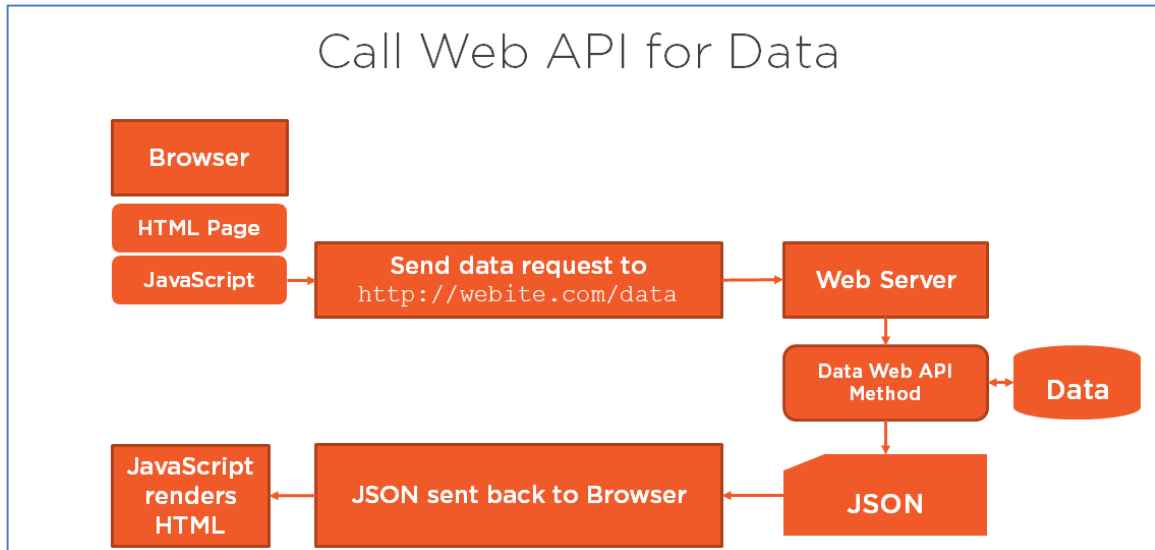 Call Web API for Data
Browser
HTML Page
JavaScript
Send data request to
http://webite.com/data
Web Server
Data Web API
Method
Data
JSON
JSON sent back to Browser
JavaScript
renders
HTML